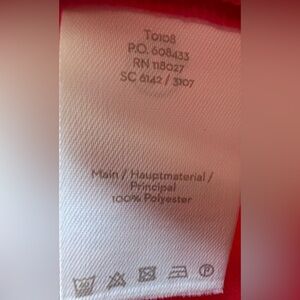 T0108
P.O. 608433
RN 118027
SC 6142 / 3107
Main / Hauptmaterial /
Principal
100% Polyester